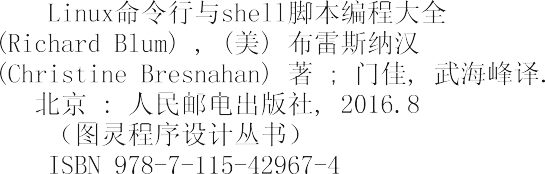 Linux命令行与shell脚本编程大全
(Richard Blum) , (美) 布雷斯纳汉
(Christine Bresnahan) 著 ; 门佳, 武海峰译.
北京 : 人民邮电出版社, 2016.8
（图灵程序设计丛书）
ISBN 978-7-115-42967-4